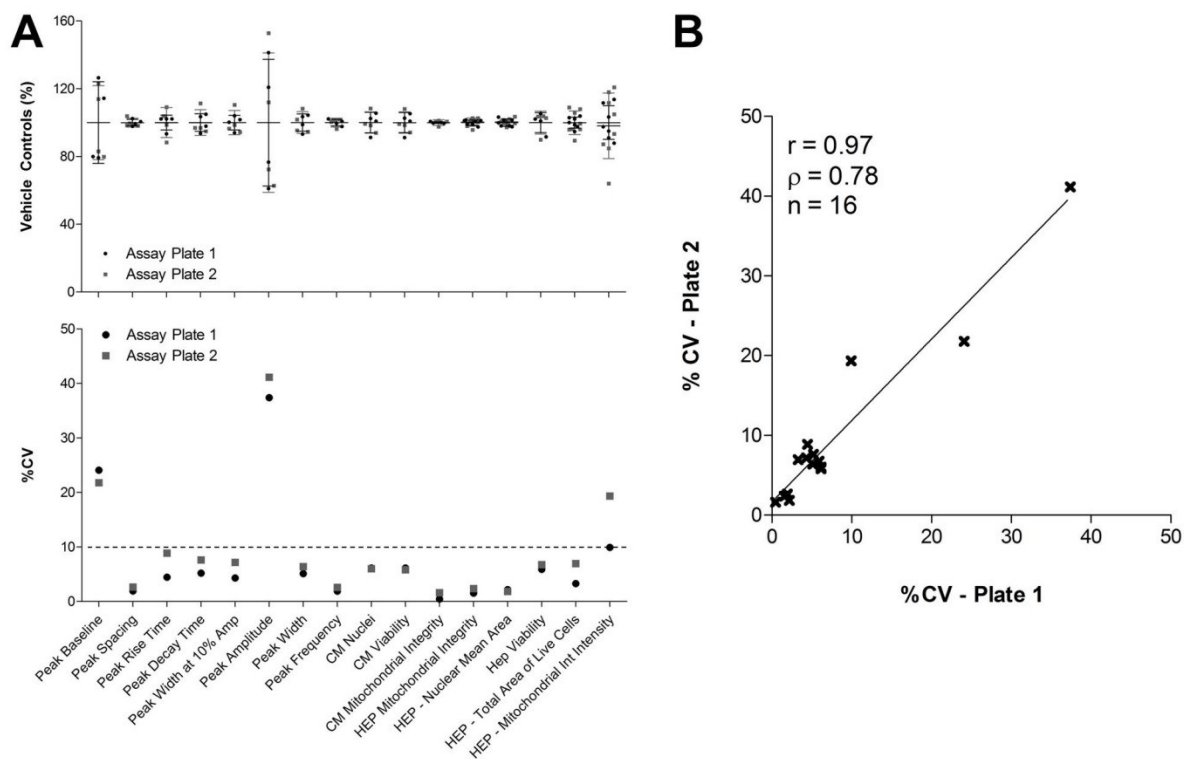 A
Vehicle Controls (%)
160
120
80
40
0
Assay Plate 1
Assay Plate 2
%CV
50
40
30
20
10
0
Assay Plate 1
Assay Plate 2
Peak Baseline
Peak Spacing
Peak Rise Time
Peak Decay Time
Peak Width at 10% Amp
Peak Amplitude
Peak Width
Peak Frequency
CM Nuclei
CM Viability
CM Mitochondrial Integrity
HEP Mitochondrial Integrity
HEP - Nuclear Mean Area
Hep Viability
HEP - Total Area of Live Cells
HEP - Mitochondrial Int Intensity
B
% CV - Plate 2
50
40
30
20
10
0
r = 0.97
ρ = 0.78
n = 16
0 10 20 30 40 50
%CV - Plate 1